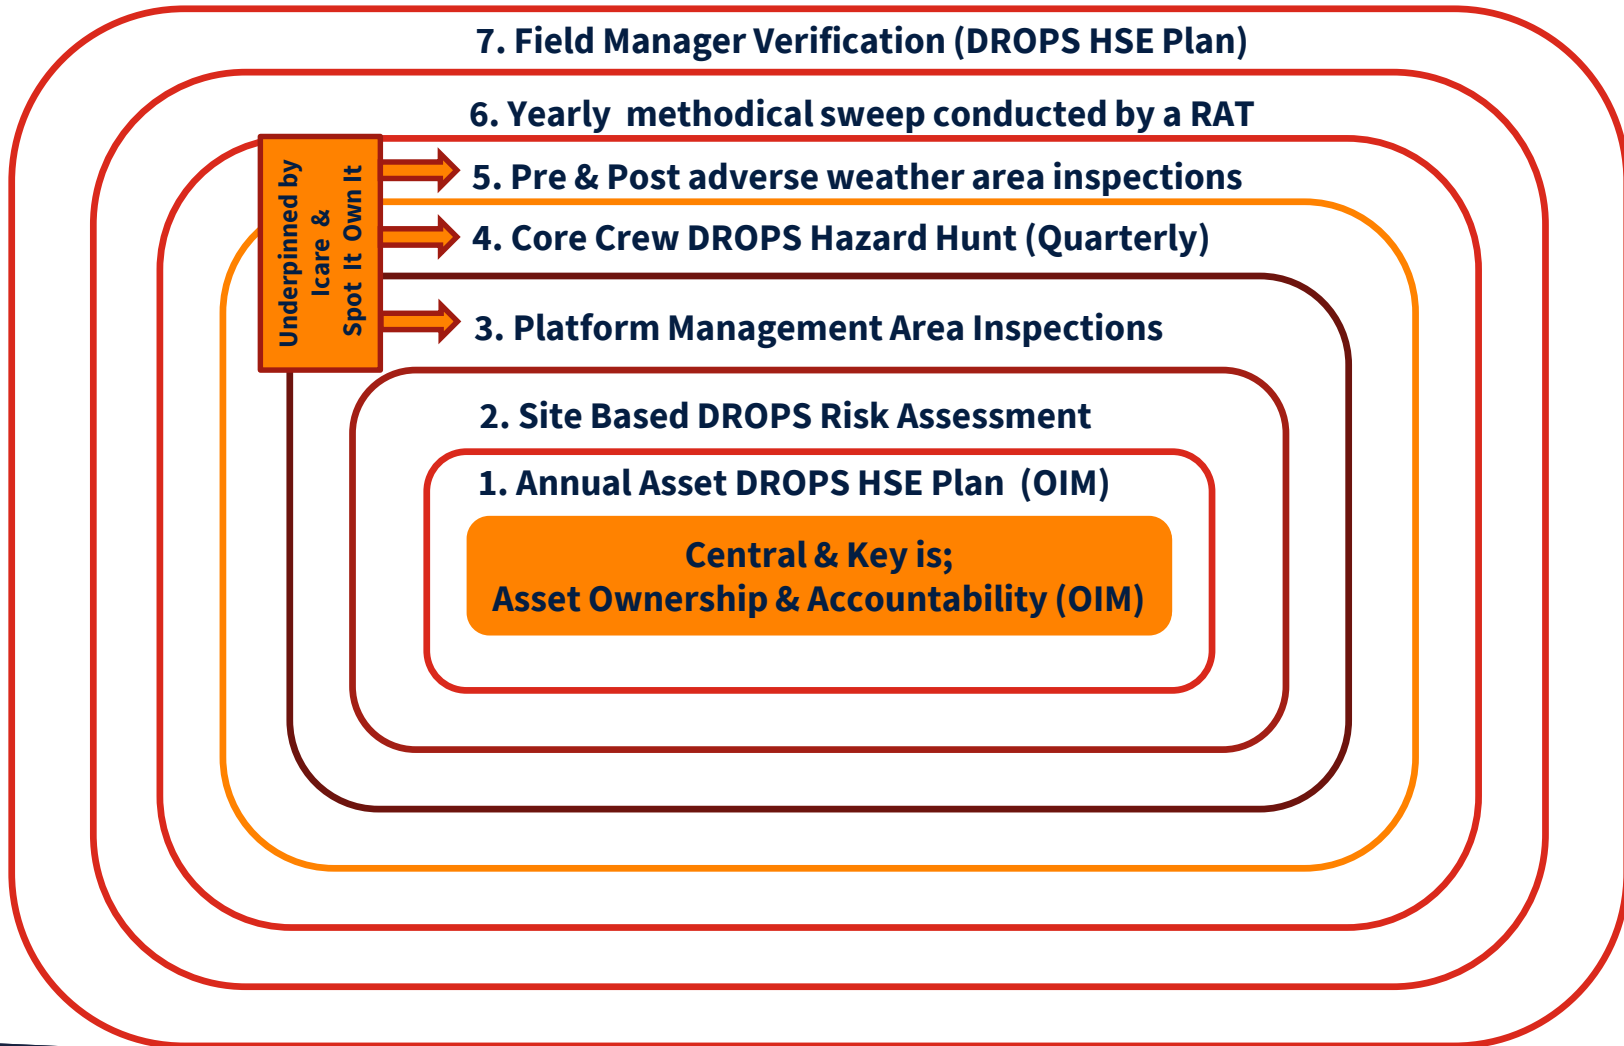 7. Field Manager Verification (DROPS HSE Plan)
6. Yearly methodical sweep conducted by a RAT
5. Pre & Post adverse weather area inspections
4. Core Crew DROPS Hazard Hunt (Quarterly)
3. Platform Management Area Inspections
Underpinned by
Icare &
Spot It Own It
2. Site Based DROPS Risk Assessment
1. Annual Asset DROPS HSE Plan (OIM)
Central & Key is;
Asset Ownership & Accountability (OIM)